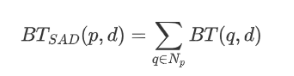 $BT_{SAD}(p,d) = \sum_{q \in N_p} BT(q,d)$